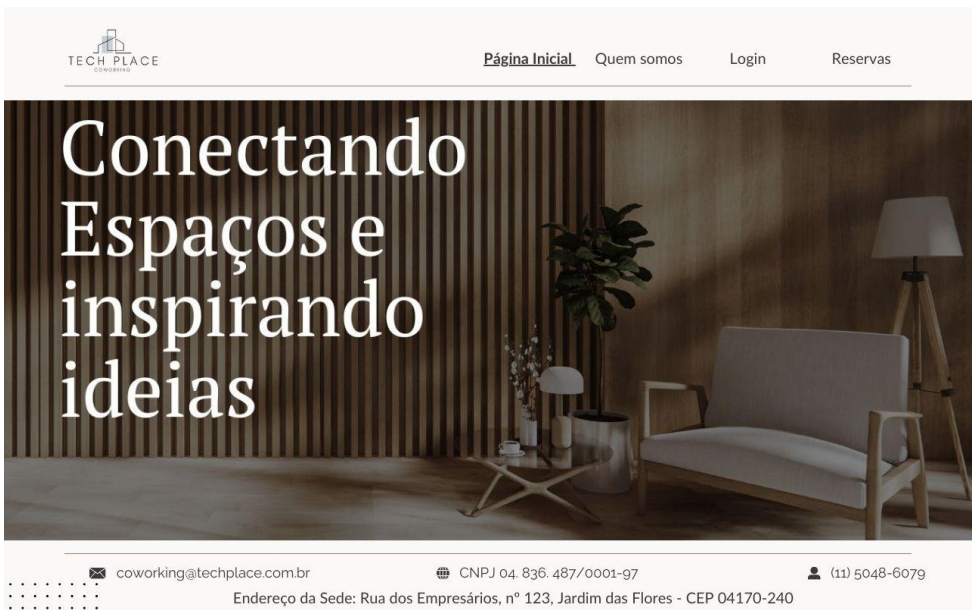 TECH PLACE
COWORKING
Página Inicial
Quem somos
Login
Reservas
Conectando
Espaços e
inspirando
ideias
coworking@techplace.com.br
CNPJ 04. 836. 487/0001-97
(11) 5048-6079
Endereço da Sede: Rua dos Empresários, nº 123, Jardim das Flores - CEP 04170-240